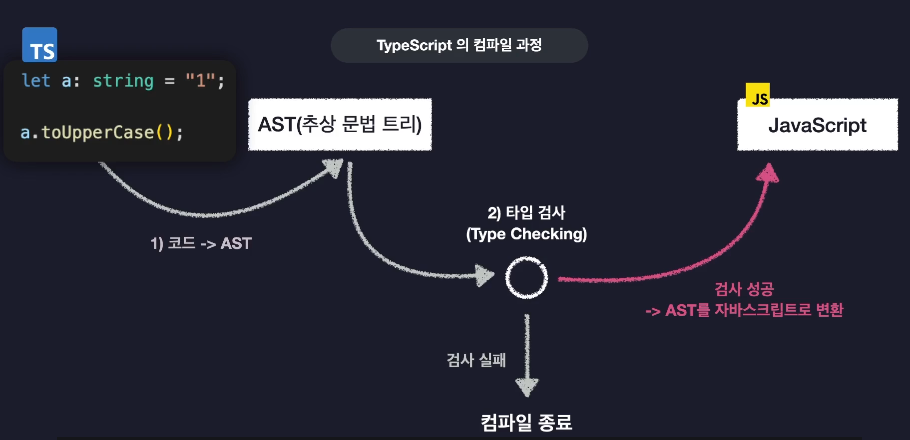 TypeScript 의 컴파일 과정
TS
let a: string = "1";
a.toUpperCase();
AST(추상 문법 트리)
JS
JavaScript
1) 코드 -> AST
2) 타입 검사
(Type Checking)
검사 성공
-> AST를 자바스크립트로 변환
검사 실패
컴파일 종료